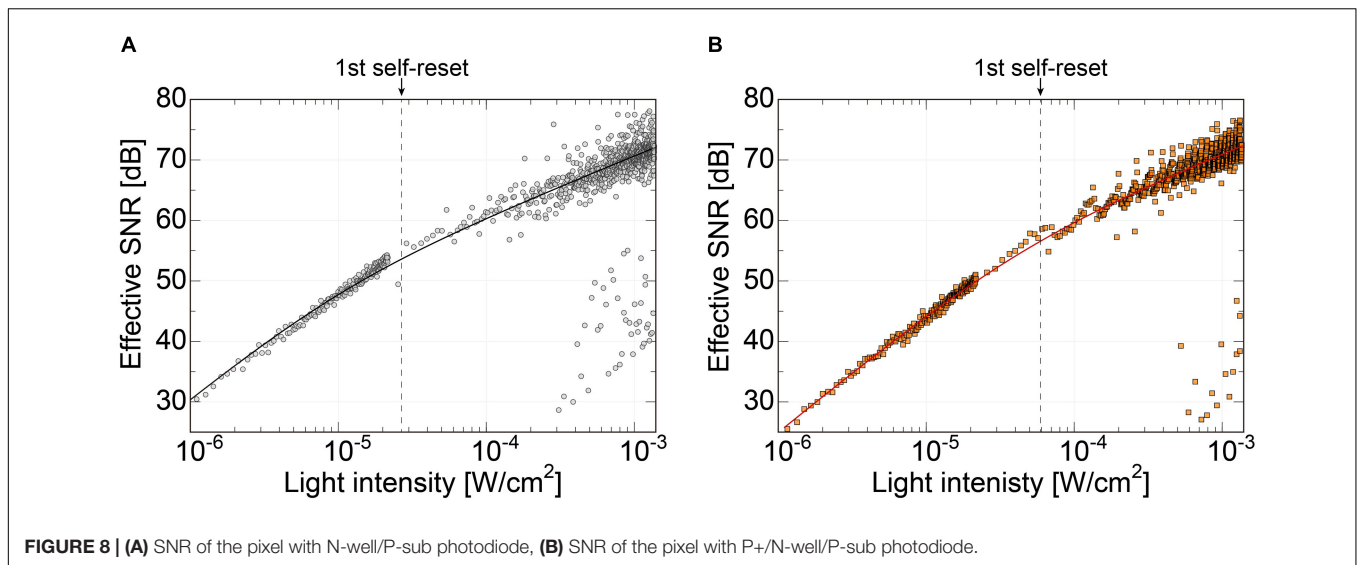 A
1st self-reset
80
70
60
50
40
30
Effective SNR [dB]
10⁻⁶
10⁻⁵
10⁻⁴
10⁻³
Light intensity [W/cm²]
B
1st self-reset
80
70
60
50
40
30
Effective SNR [dB]
10⁻⁶
10⁻⁵
10⁻⁴
10⁻³
Light intenisty [W/cm²]
FIGURE 8 | (A) SNR of the pixel with N-well/P-sub photodiode, (B) SNR of the pixel with P+/N-well/P-sub photodiode.